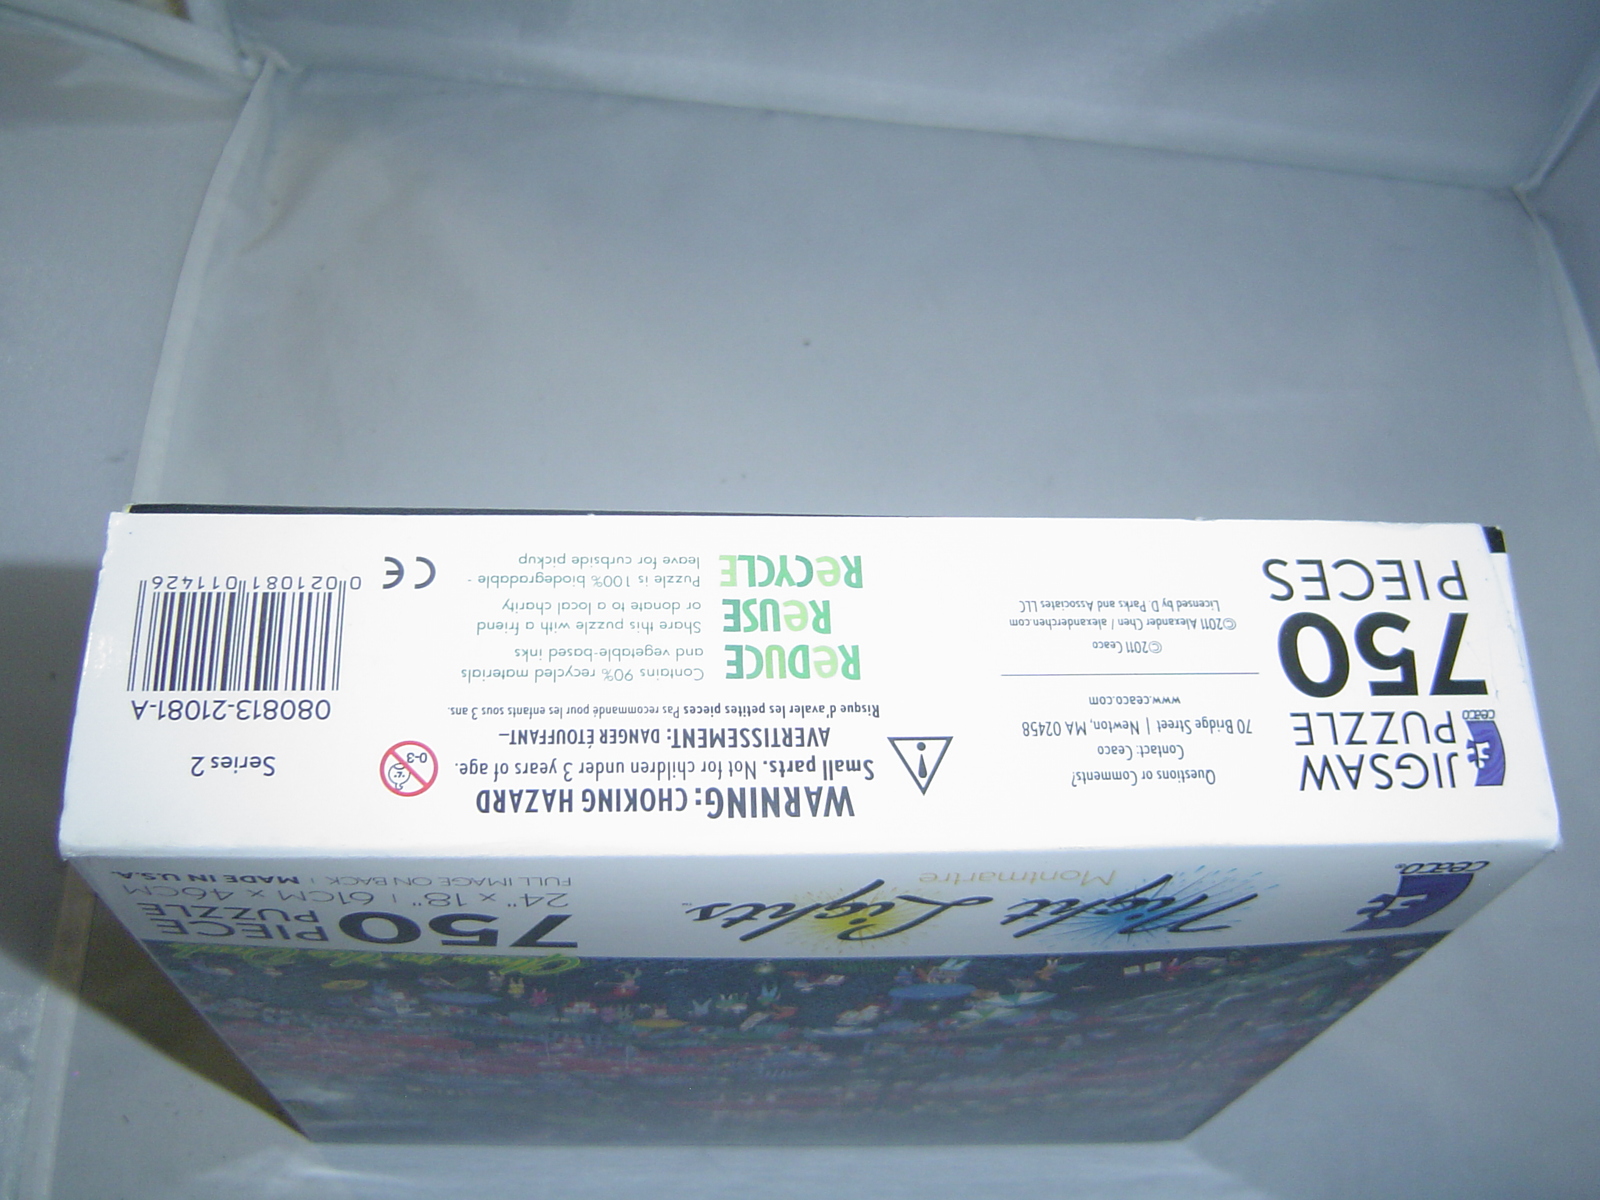 ceaco
JIGSAW
PUZZLE
750
PIECES
Questions or Comments?
Contact: Ceaco
70 Bridge Street | Newton, MA 02458
www.ceaco.com
©2011 Ceaco
©2011 Alexander Chen / alexanderchen.com
Licensed by D. Parks and Associates LLC
WARNING: CHOKING HAZARD
Small parts. Not for children under 3 years of age.
AVERTISSEMENT: DANGER ÉTOUFFANT—
Risque d'avaler les petites pieces Pas recommandé pour les enfants sous 3 ans.
0-3
REDUCE
Contains 90% recycled materials
and vegetable-based inks
REUSE
Share this puzzle with a friend
or donate to a local charity
RECYCLE
Puzzle is 100% biodegradable -
leave for curbside pickup
CE
Series 2
080813-21081-A
0 021081 011426
ceaco®
Night Lights™
Montmartre
750 PIECE
PUZZLE
24" x 18" | 61CM x 46CM
FULL IMAGE ON BACK | MADE IN U.S.A.